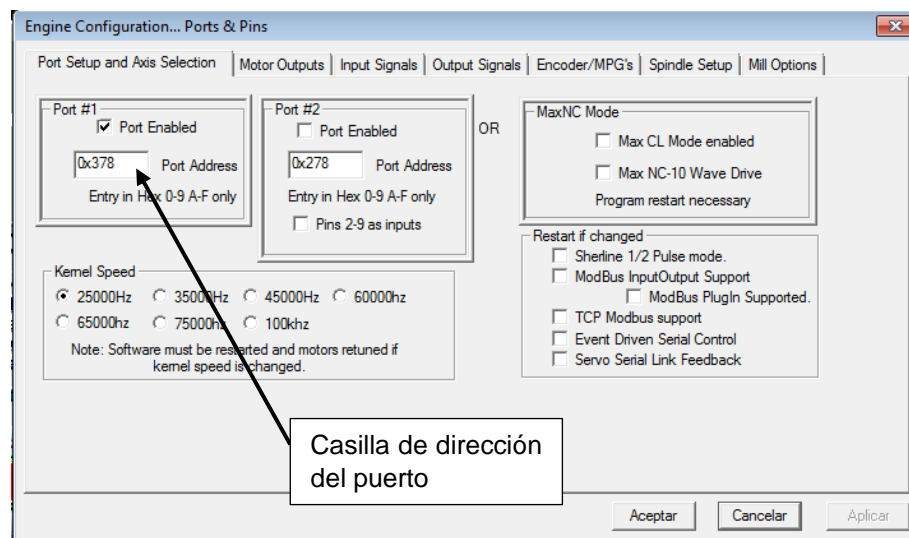 Engine Configuration... Ports & Pins
Port Setup and Axis Selection
Motor Outputs
Input Signals
Output Signals
Encoder/MPG's
Spindle Setup
Mill Options
Port #1
Port Enabled
0x378
Port Address
Entry in Hex 0-9 A-F only
Port #2
Port Enabled
0x278
Port Address
Entry in Hex 0-9 A-F only
Pins 2-9 as inputs
OR
MaxNC Mode
Max CL Mode enabled
Max NC-10 Wave Drive
Program restart necessary
Restart if changed
Sherline 1/2 Pulse mode.
ModBus InputOutput Support
ModBus PlugIn Supported.
TCP Modbus support
Event Driven Serial Control
Servo Serial Link Feedback
Kernel Speed
25000Hz
35000Hz
45000Hz
60000hz
65000hz
75000hz
100khz
Note: Software must be restarted and motors retuned if
kernel speed is changed.
Casilla de dirección
del puerto
Aceptar
Cancelar
Aplicar